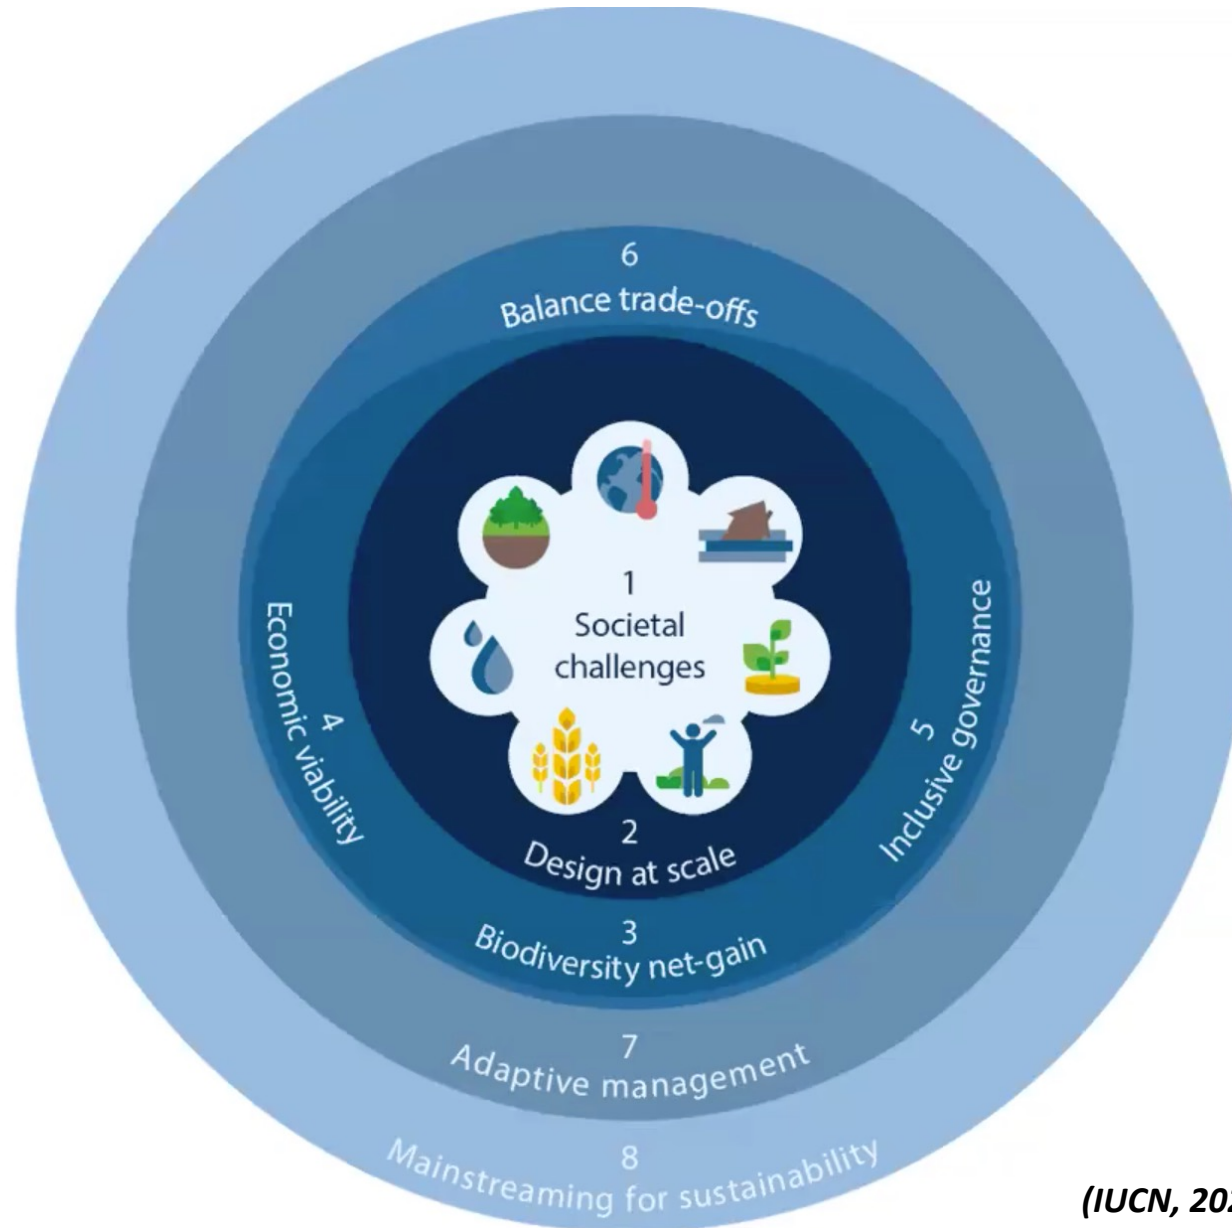 6
Balance trade-offs
1
Societal
challenges
4
Economic viability
5
Inclusive governance
2
Design at scale
3
Biodiversity net-gain
7
Adaptive management
8
Mainstreaming for sustainability
(IUCN,